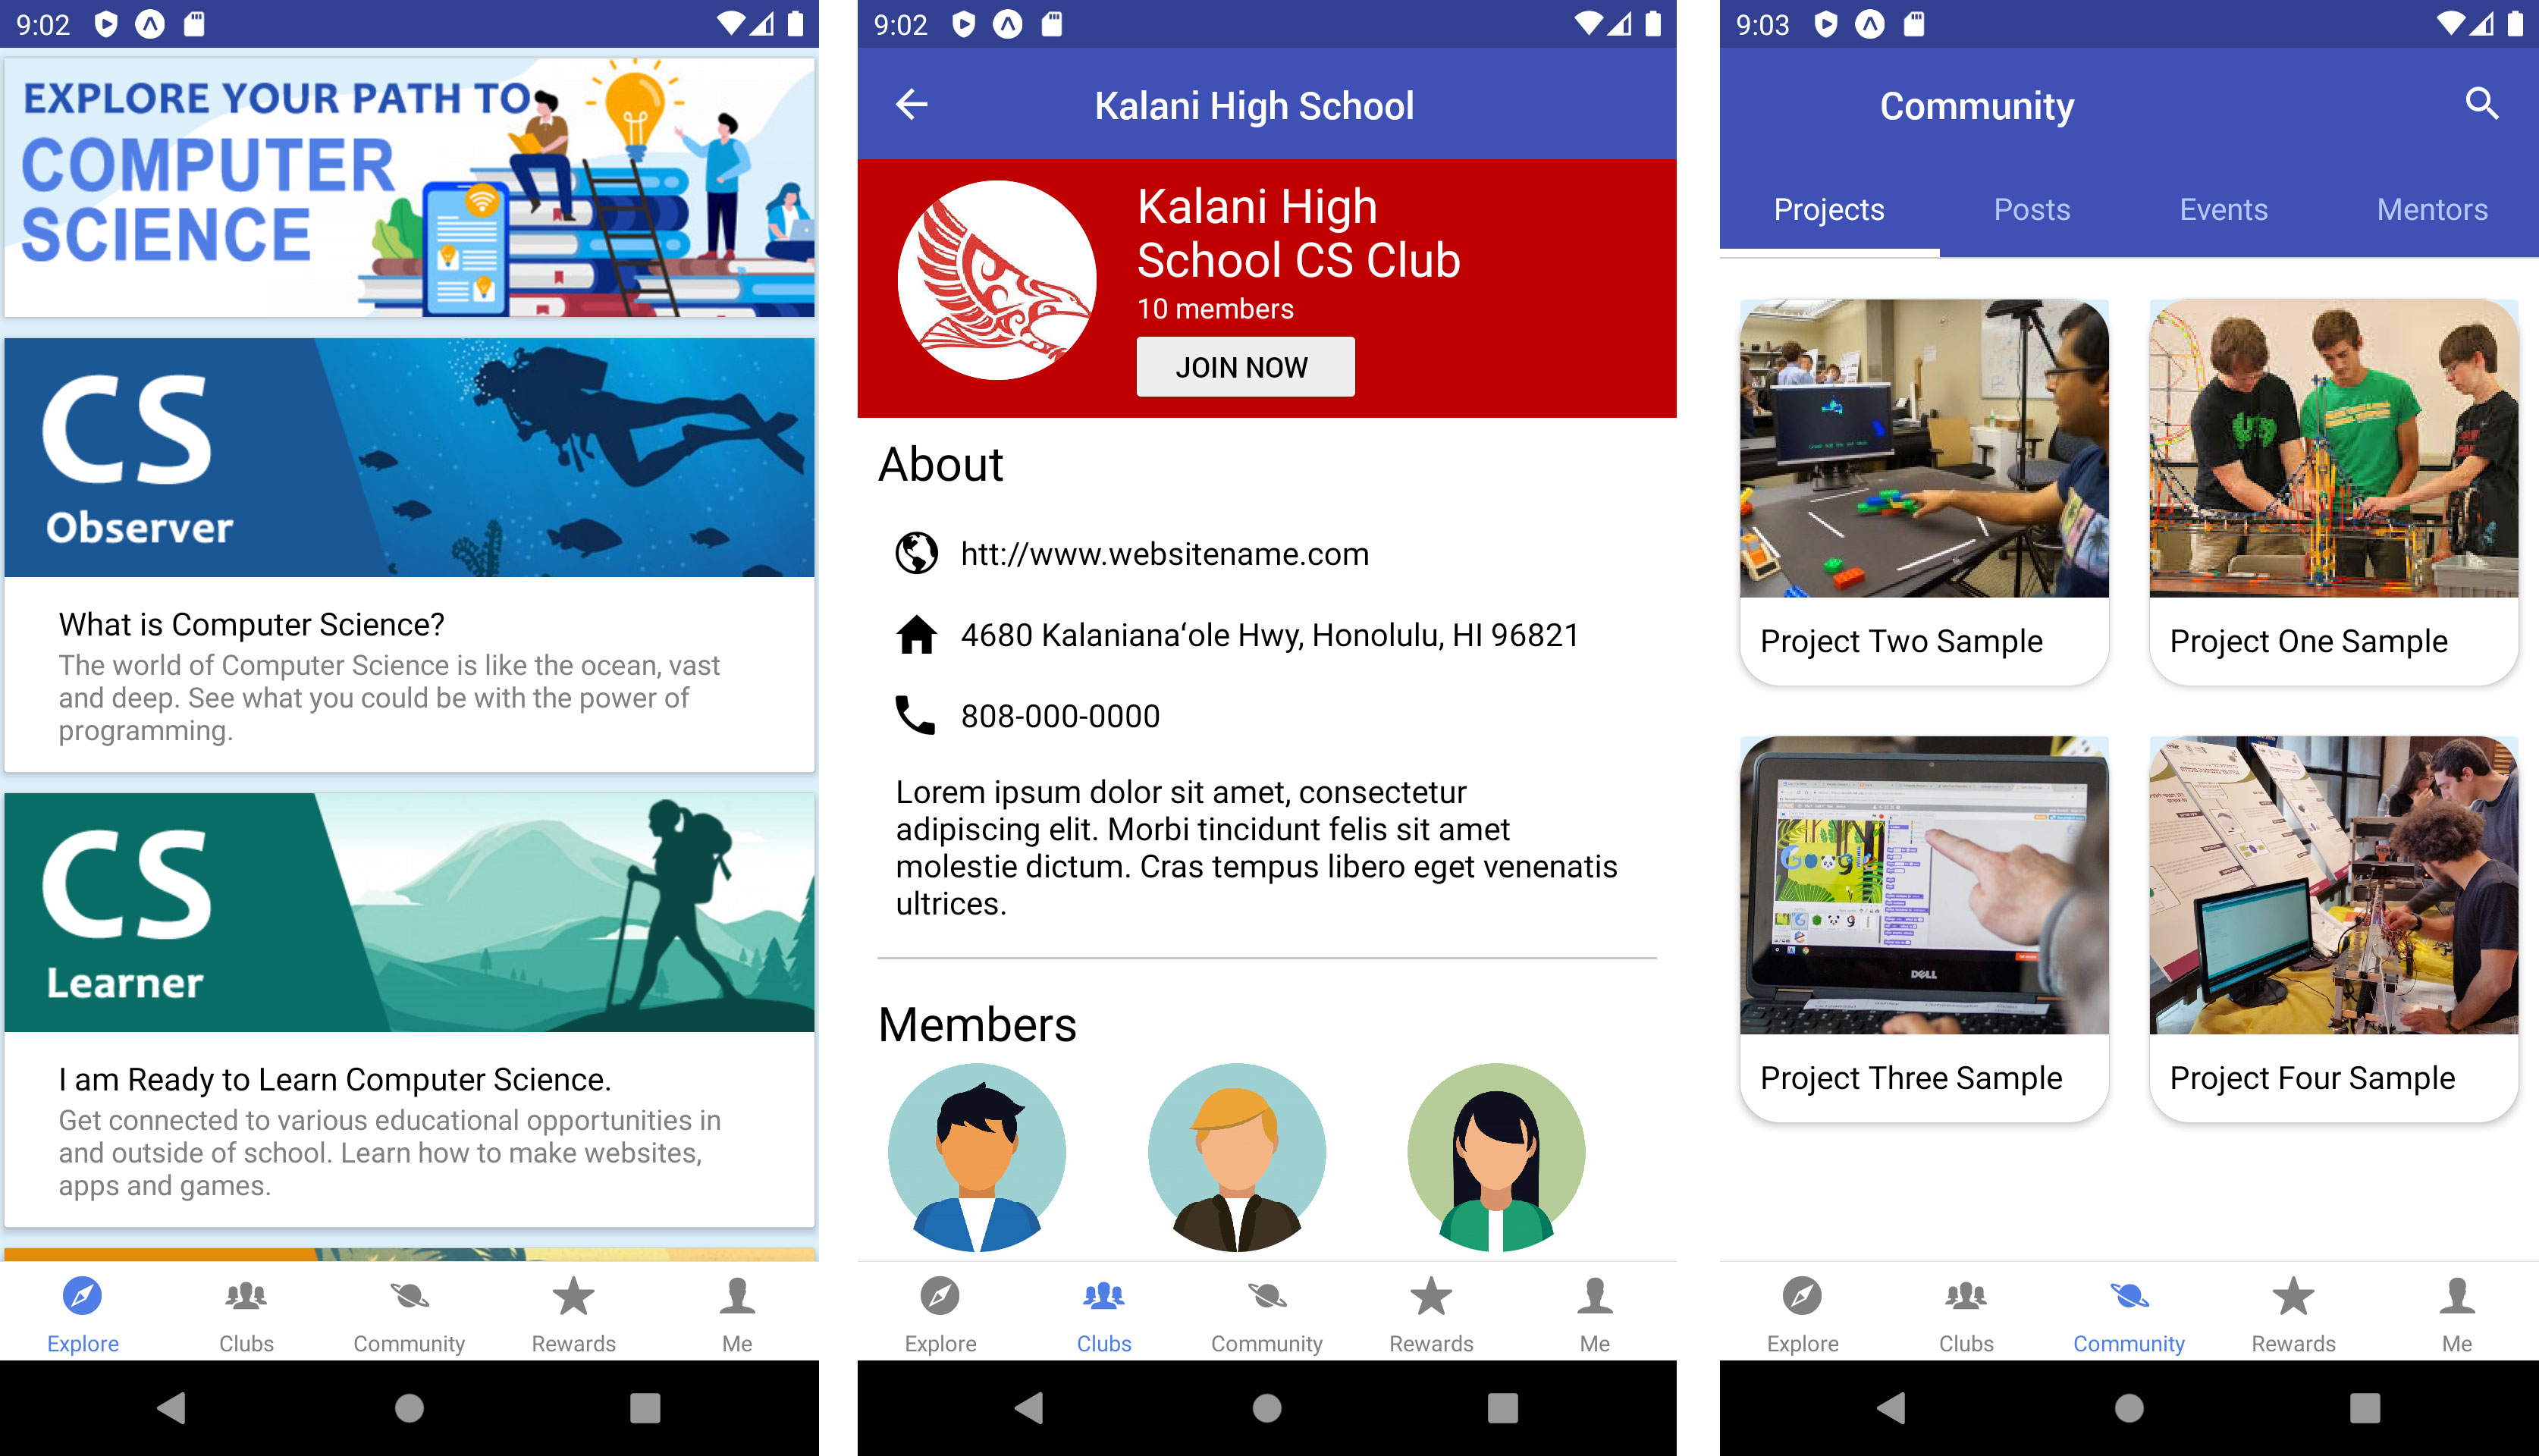 9:02
EXPLORE YOUR PATH TO
COMPUTER
SCIENCE
CS
Observer
What is Computer Science?
The world of Computer Science is like the ocean, vast
and deep. See what you could be with the power of
programming.
CS
Learner
I am Ready to Learn Computer Science.
Get connected to various educational opportunities in
and outside of school. Learn how to make websites,
apps and games.
Explore
Clubs
Community
Rewards
Me
9:02
Kalani High School
Kalani High
School CS Club
10 members
JOIN NOW
About
htt://www.websitename.com
4680 Kalanianaʻole Hwy, Honolulu, HI 96821
808-000-0000
Lorem ipsum dolor sit amet, consectetur
adipiscing elit. Morbi tincidunt felis sit amet
molestie dictum. Cras tempus libero eget venenatis
ultrices.
Members
Explore
Clubs
Community
Rewards
Me
9:03
Community
Projects
Posts
Events
Mentors
Project Two Sample
Project One Sample
DELL
Project Three Sample
Project Four Sample
Explore
Clubs
Community
Rewards
Me